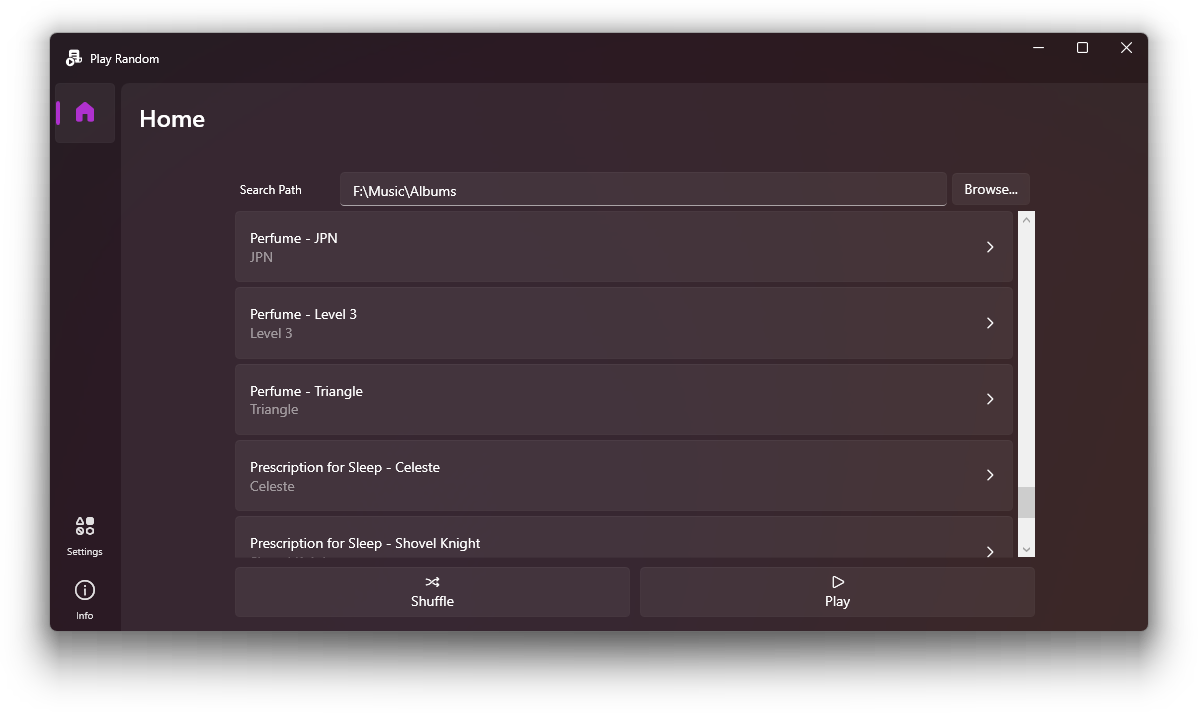 Play Random
Home
Search Path
F:\Music\Albums
Browse...
Perfume - JPN
JPN
Perfume - Level 3
Level 3
Perfume - Triangle
Triangle
Prescription for Sleep - Celeste
Celeste
Prescription for Sleep - Shovel Knight
Settings
Shuffle
Play
Info